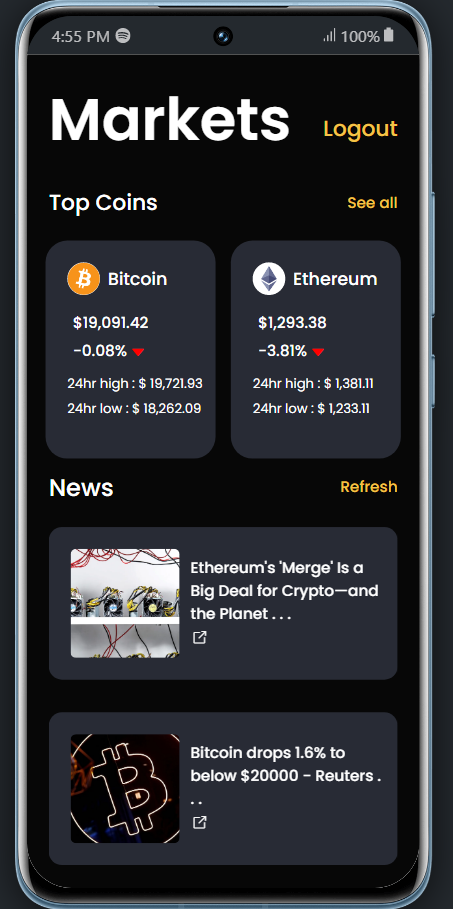 4:55 PM 100%
Markets Logout
Top Coins See all
Bitcoin
$19,091.42
-0.08%
24hr high : $ 19,721.93
24hr low : $ 18,262.09
Ethereum
$1,293.38
-3.81%
24hr high : $ 1,381.11
24hr low : $ 1,233.11
News Refresh
Ethereum's 'Merge' Is a
Big Deal for Crypto—and
the Planet . . .
Bitcoin drops 1.6% to
below $20000 - Reuters .
. .